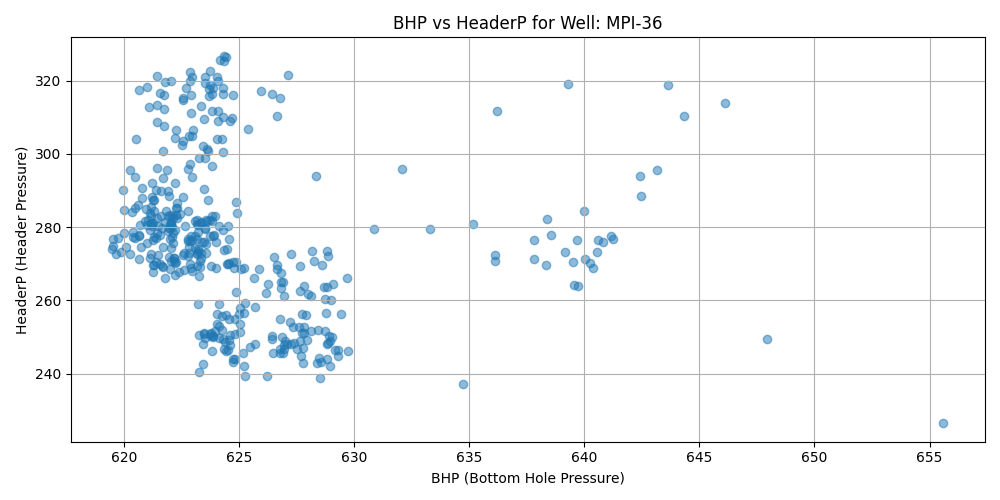 BHP vs HeaderP for Well: MPI-36
HeaderP (Header Pressure)
320
300
280
260
240
620 625 630 635 640 645 650 655
BHP (Bottom Hole Pressure)